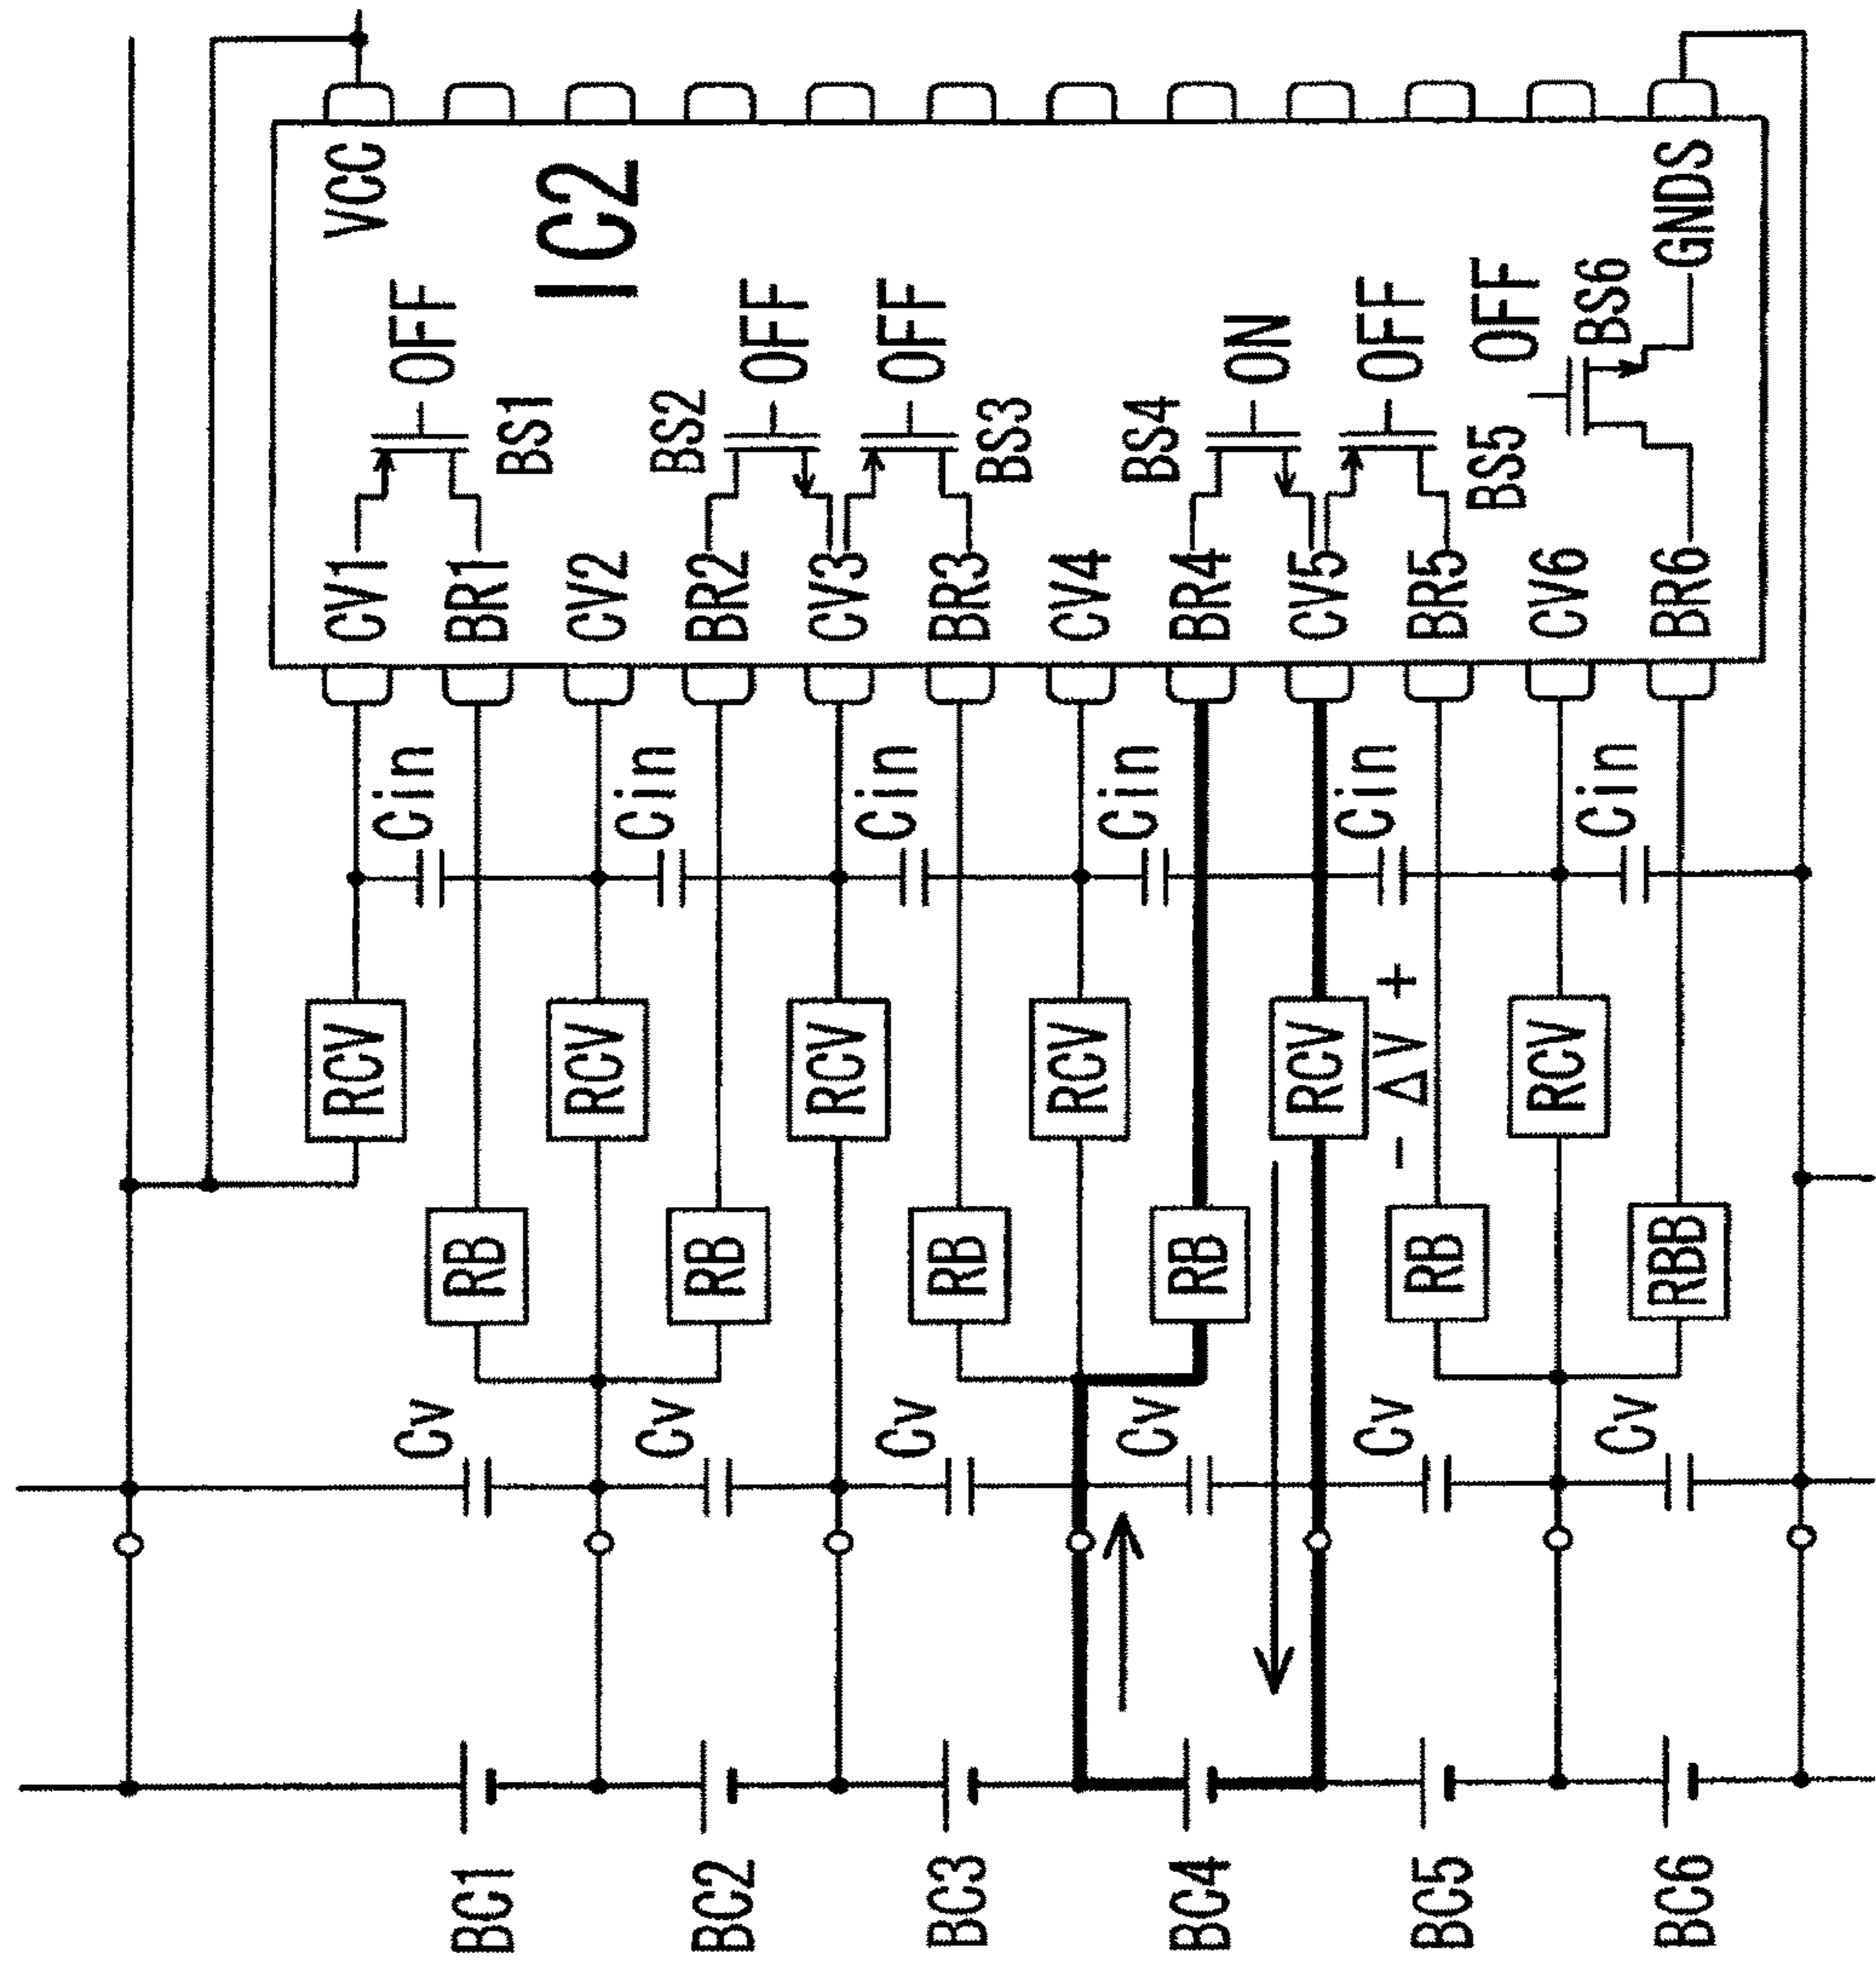 BC1
BC2
BC3
BC4
BC5
BC6
Cv
Cv
Cv
Cv
Cv
Cv
RB
RB
RB
RB
RB
RBB
RCV
RCV
RCV
RCV
RCV
RCV
- ΔV +
Cin
Cin
Cin
Cin
Cin
Cin
CV1
BR1
CV2
BR2
CV3
BR3
CV4
BR4
CV5
BR5
CV6
BR6
BS1
BS2
BS3
BS4
BS5
BS6
OFF
OFF
OFF
ON
OFF
OFF
IC2
VCC
GNDS